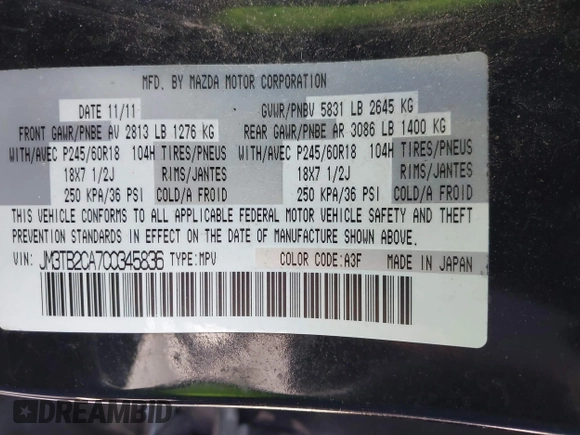 MFD. BY MAZDA MOTOR CORPORATION
DATE 11/11 GVWR/PNBV 5831 LB 2645 KG
FRONT GAWR/PNBE AV 2813 LB 1276 KG REAR GAWR/PNBE AR 3086 LB 1400 KG
WITH/AVEC P245/60R18 104H TIRES/PNEUS WITH/AVEC P245/60R18 104H TIRES/PNEUS
18X7 1/2J RIMS/JANTES 18X7 1/2J RIMS/JANTES
250 KPA/36 PSI COLD/A FROID 250 KPA/36 PSI COLD/A FROID
THIS VEHICLE CONFORMS TO ALL APPLICABLE FEDERAL MOTOR VEHICLE SAFETY AND THEFT
PREVENTION STANDARDS IN EFFECT ON THE DATE OF MANUFACTURE SHOWN ABOVE.
VIN: JM3TB2CA7C0345836 TYPE:MPV COLOR CODE:A3F MADE IN JAPAN
DREAMBID